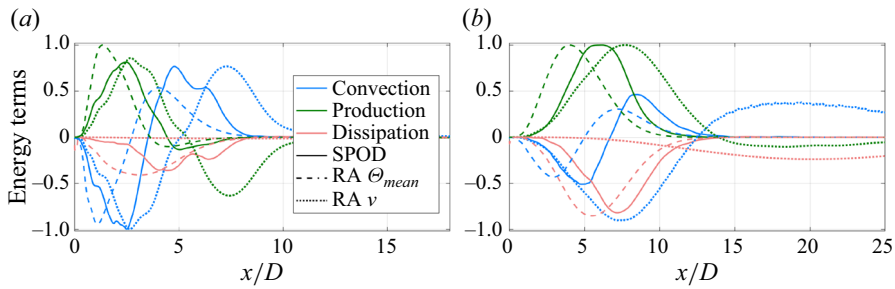 (a)
(b)
1.0
0.5
0
−0.5
−1.0
Energy terms
Convection
Production
Dissipation
SPOD
RA Θmean
RA ν
0 5 10 15
x/D
1.0
0.5
0
−0.5
−1.0
0 5 10 15 20 25
x/D